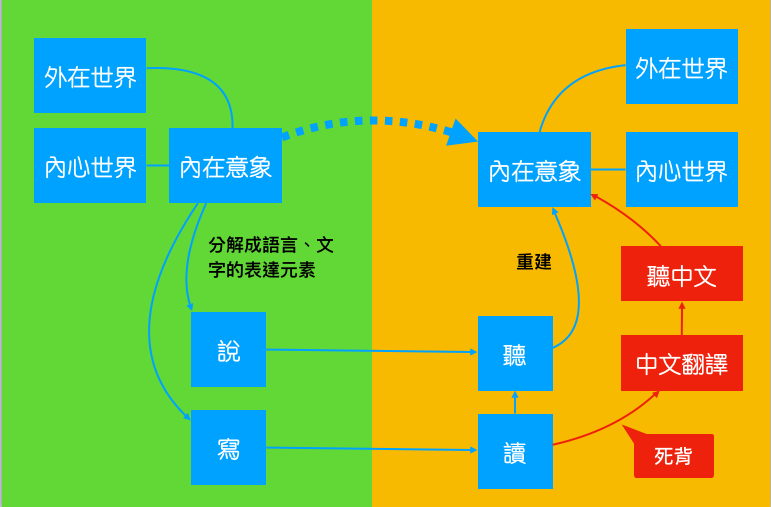 外在世界
內心世界
內在意象
分解成語言、文
字的表達元素
說
寫
外在世界
內在意象
內心世界
重建
聽中文
聽
中文翻譯
讀
死背